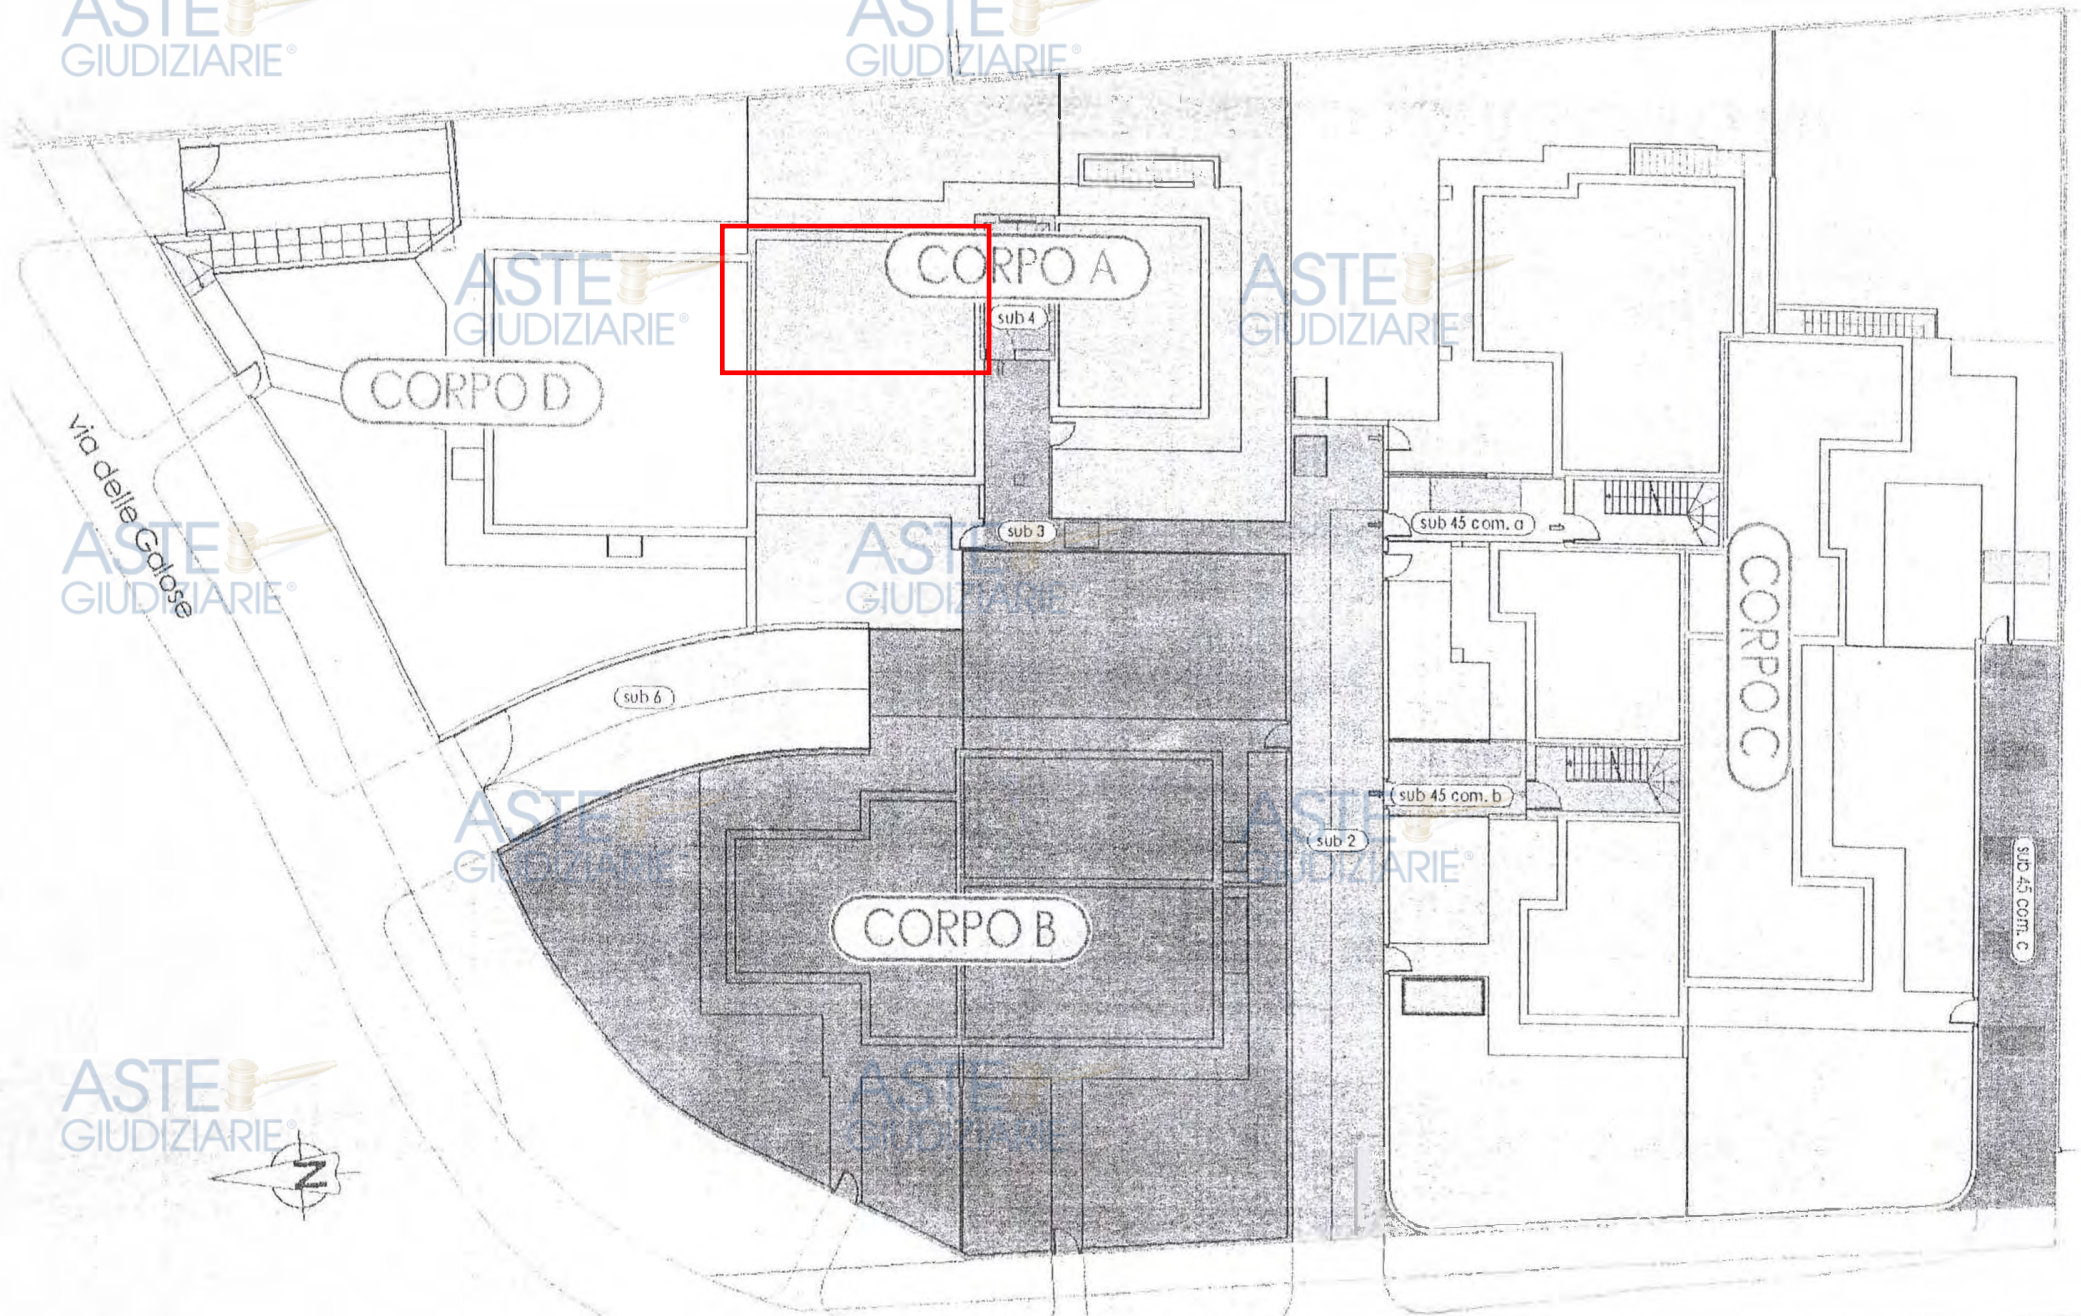 ASTE
GIUDIZIARIE®
ASTE
GIUDIZIARIE®
CORPO A
ASTE
GIUDIZIARIE®
ASTE
GIUDIZIARIE®
sub 4
CORPO D
via delle Galose
ASTE
GIUDIZIARIE®
sub 3
ASTE
GIUDIZIARIE
sub 45 com. a
CORPO C
sub 6
ASTE
GIUDIZIARIE
sub 45 com. b
ASTE
GIUDIZIARIE®
sub 2
sub 45 com. c
CORPO B
ASTE
GIUDIZIARIE®
N
ASTE
GIUDIZIARIE